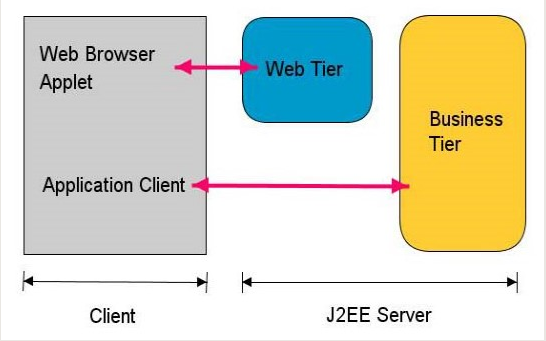 Web Browser
Applet
Web Tier
Business
Tier
Application Client
Client
J2EE Server